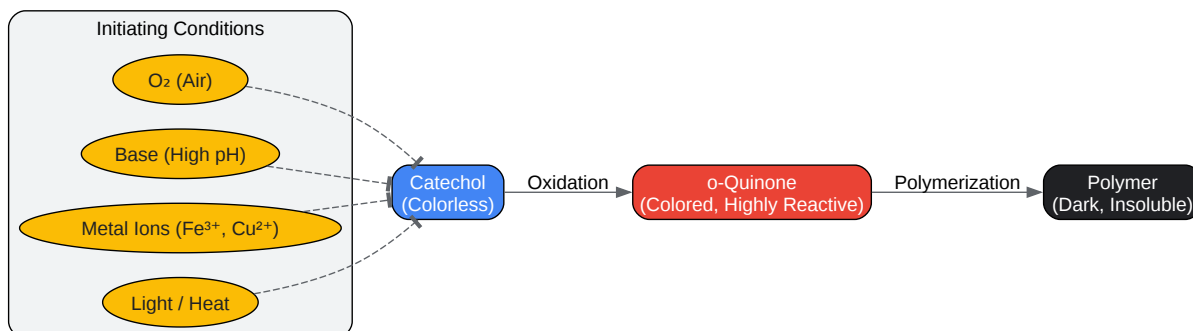 Initiating Conditions
O₂ (Air)
Base (High pH)
Metal Ions (Fe³⁺, Cu²⁺)
Light / Heat
Catechol
(Colorless)
Oxidation
o-Quinone
(Colored, Highly Reactive)
Polymerization
Polymer
(Dark, Insoluble)